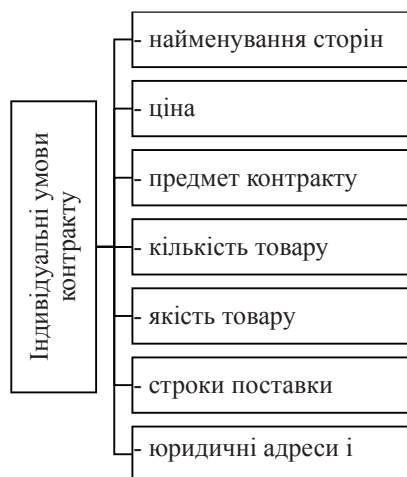 Індивідуальні умови
контракту
- найменування сторін
- ціна
- предмет контракту
- кількість товару
- якість товару
- строки поставки
- юридичні адреси і